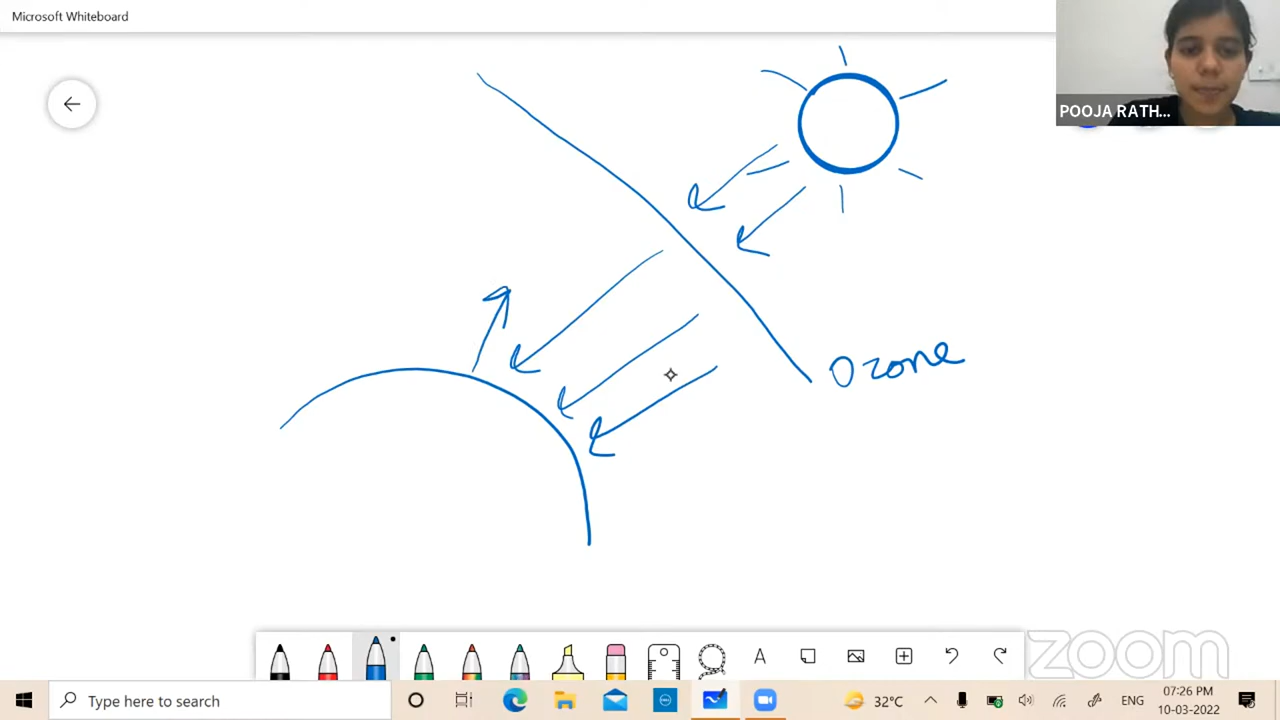 Microsoft Whiteboard
POOJA RATH...
Ozone
A
zoom
Type here to search
32°C
ENG
07:26 PM
10-03-2022